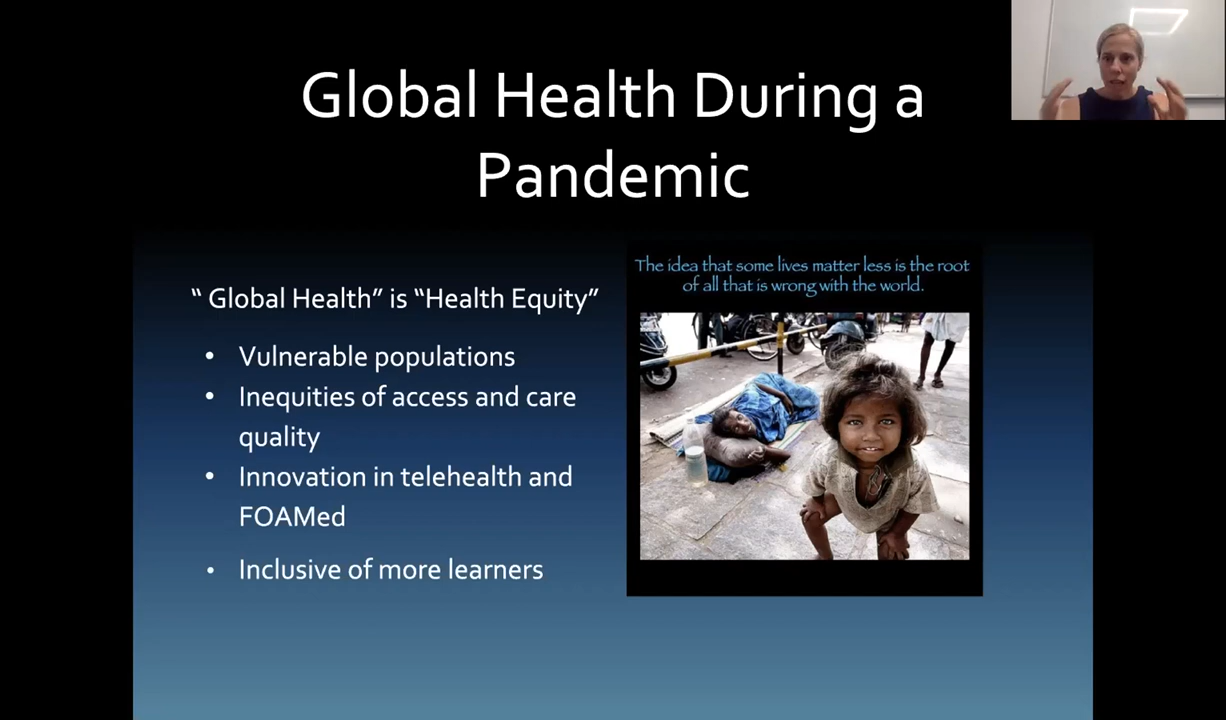 Global Health During a
Pandemic
“ Global Health” is “Health Equity”
• Vulnerable populations
• Inequities of access and care
quality
• Innovation in telehealth and
FOAMed
• Inclusive of more learners
The idea that some lives matter less is the root
of all that is wrong with the world.